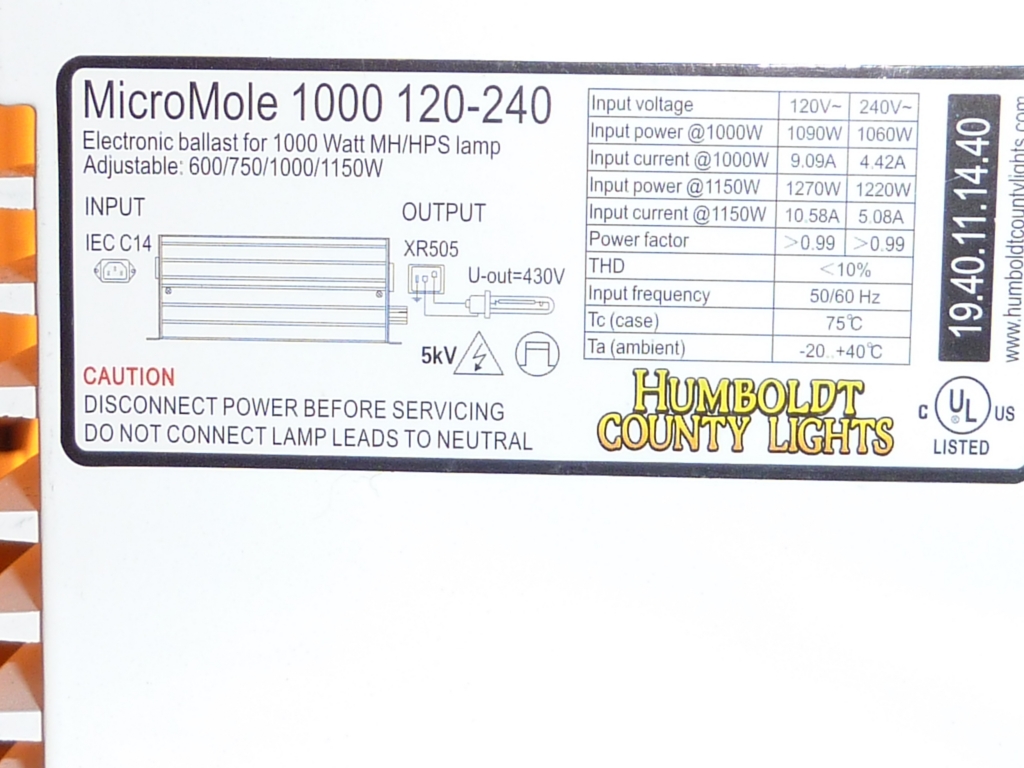 MicroMole 1000 120-240
Electronic ballast for 1000 Watt MH/HPS lamp
Adjustable: 600/750/1000/1150W
INPUT
OUTPUT
IEC C14
XR505
U-out=430V
5kV
CAUTION
DISCONNECT POWER BEFORE SERVICING
DO NOT CONNECT LAMP LEADS TO NEUTRAL
Input voltage 120V~ 240V~
Input power @1000W 1090W 1060W
Input current @1000W 9.09A 4.42A
Input power @1150W 1270W 1220W
Input current @1150W 10.58A 5.08A
Power factor >0.99 >0.99
THD <10%
Input frequency 50/60 Hz
Tc (case) 75℃
Ta (ambient) -20..+40℃
HUMBOLDT
COUNTY LIGHTS
19.40.11.14.40
www.humboldtcountylights.com
C UL ® US
LISTED